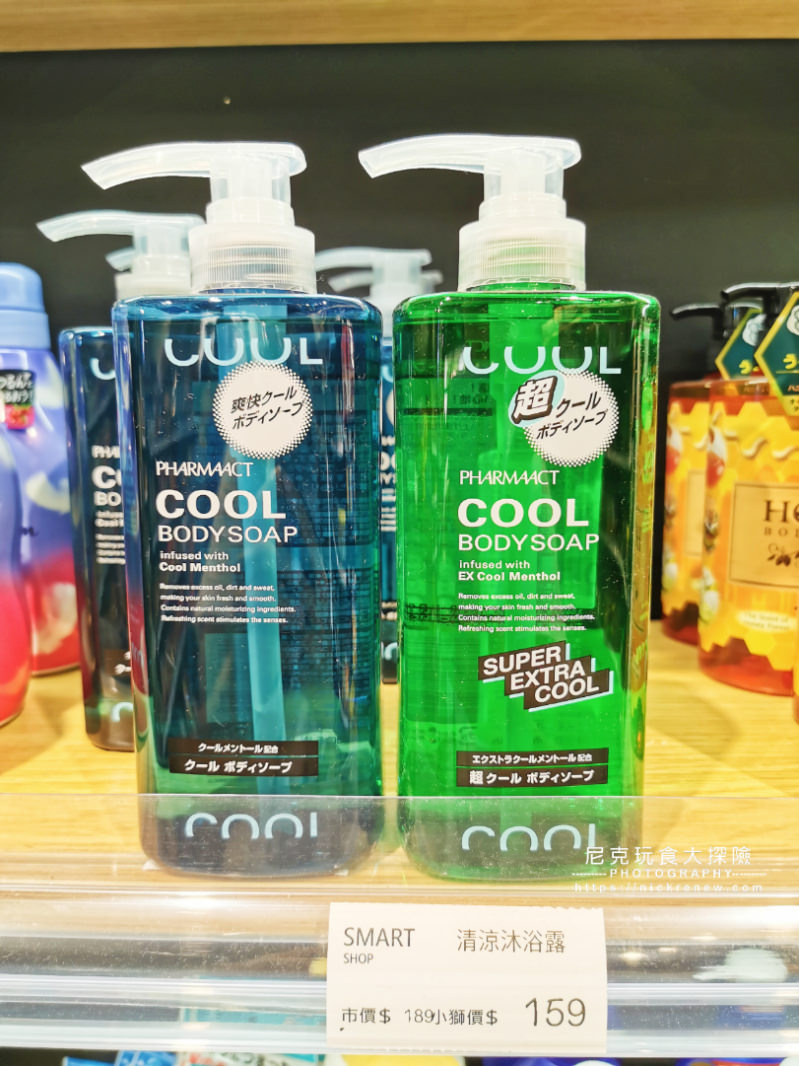 COOL
爽快クール
ボディソープ
PHARMAACT
COOL
BODYSOAP
infused with
Cool Menthol
Removes excess oil, dirt and sweat,
making your skin fresh and smooth.
Contains natural moisturizing ingredients.
Refreshing scent stimulates the senses.
クールメントール配合
クール ボディソープ
COOL
COOL
超クール
ボディソープ
PHARMAACT
COOL
BODYSOAP
infused with
EX Cool Menthol
Removes excess oil, dirt and sweat,
making your skin fresh and smooth.
Contains natural moisturizing ingredients.
Refreshing scent stimulates the senses.
SUPER
EXTRA
COOL
エクストラクールメントール配合
超クール ボディソープ
COOL
尼克玩食大探險
PHOTOGRAPHY
https://nickrenew.com
SMART
SHOP
清涼沐浴露
市價$ 189小獅價$ 159